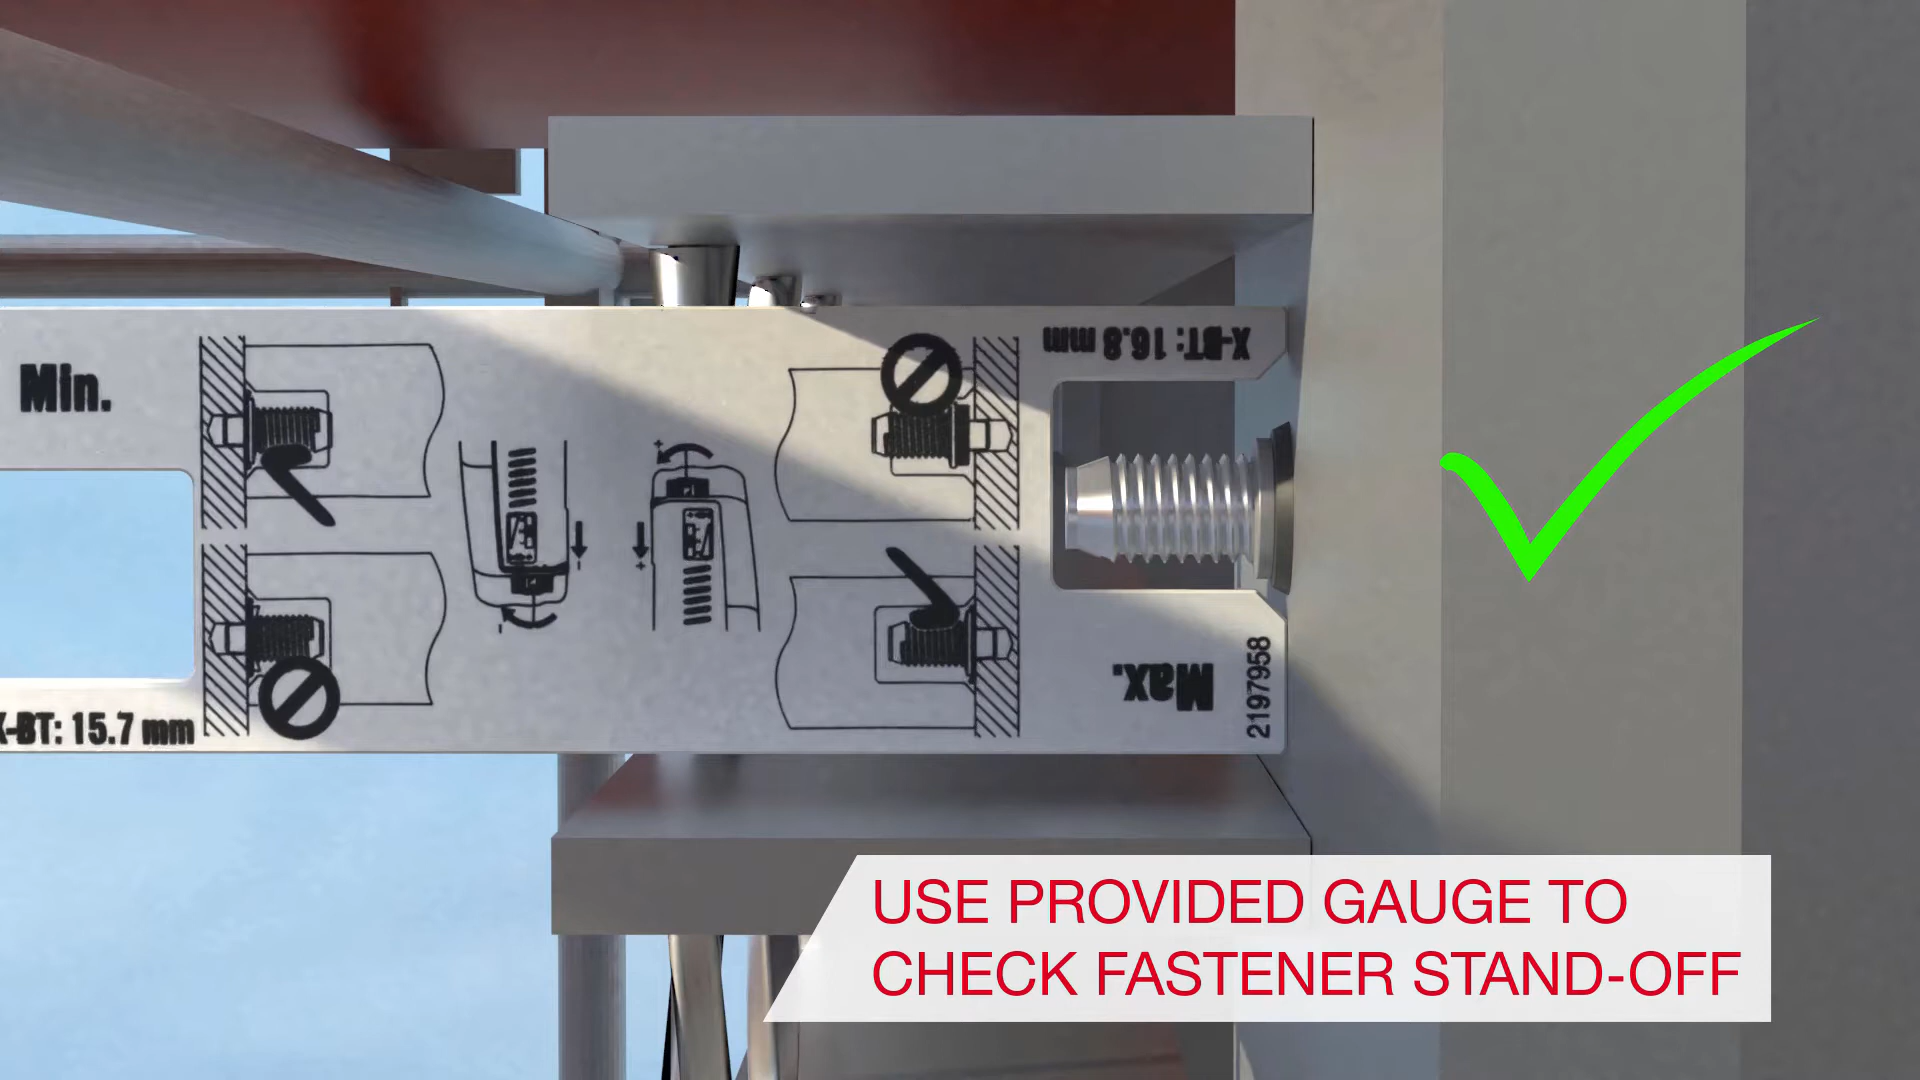 X-BT: 16.8 mm
Min.
Max.
2197958
X-BT: 15.7 mm
USE PROVIDED GAUGE TO
CHECK FASTENER STAND-OFF